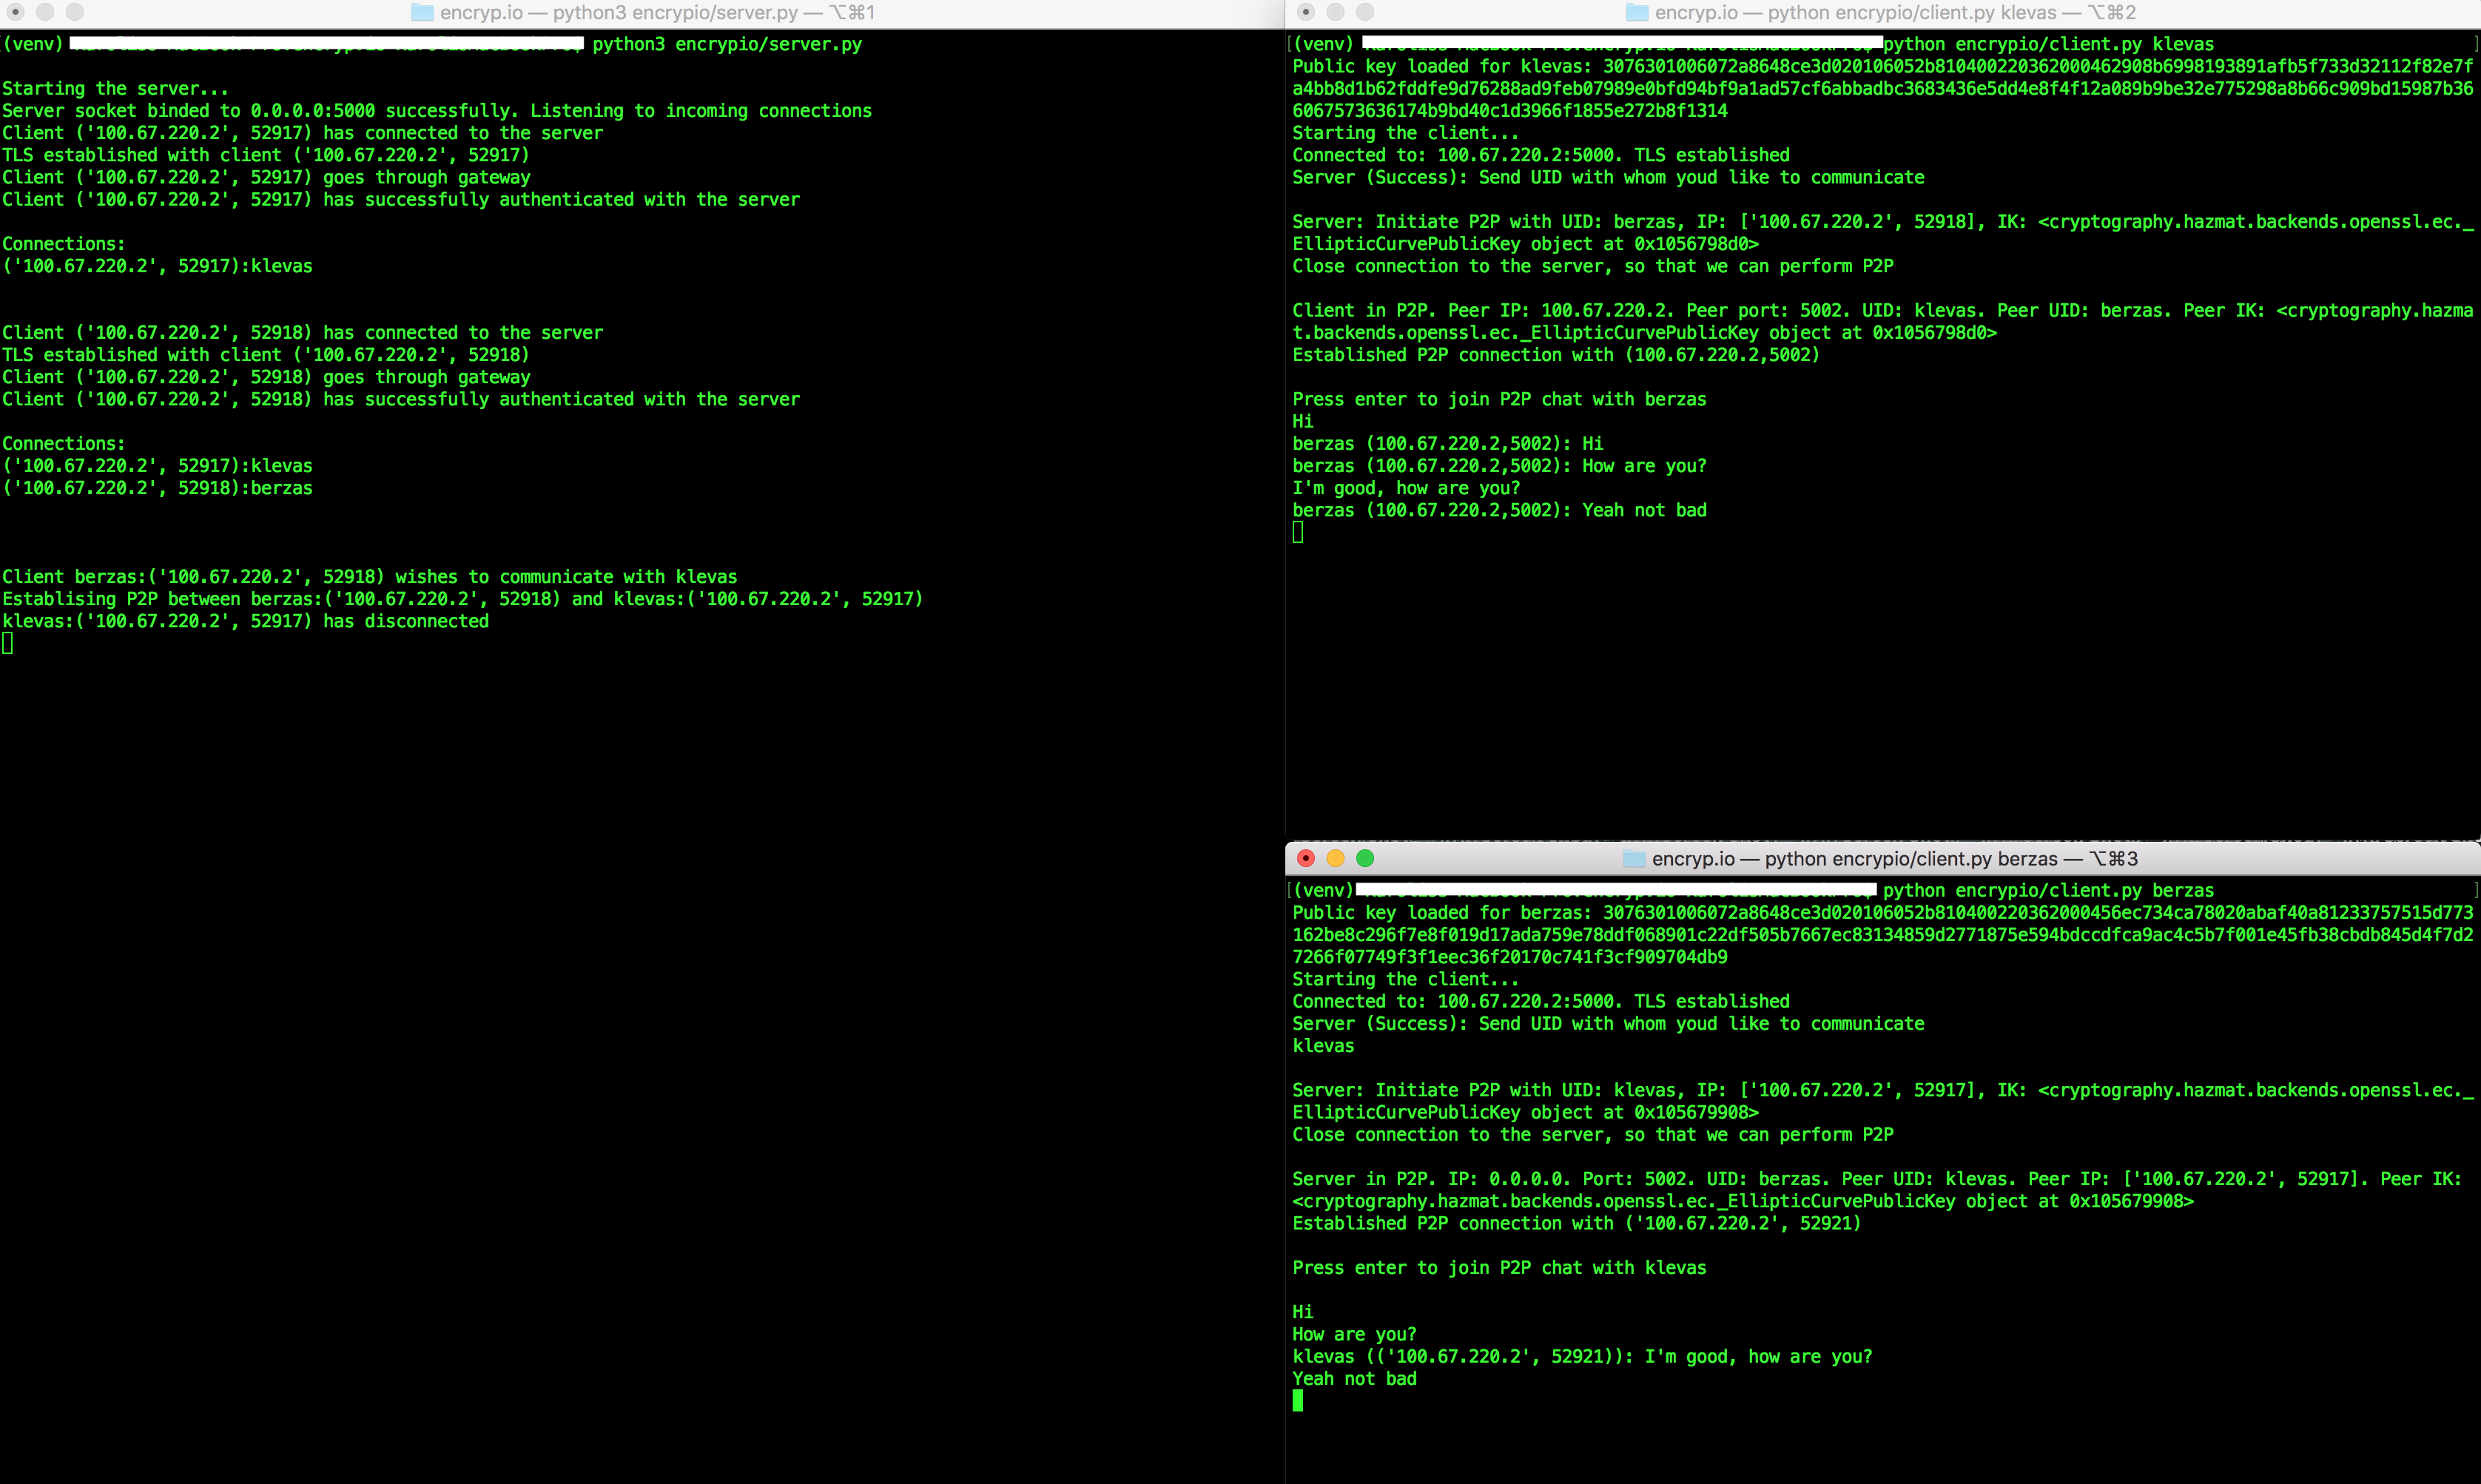 encryp.io — python3 encrypio/server.py — ⌥⌘1
(venv) python3 encrypio/server.py
Starting the server...
Server socket binded to 0.0.0.0:5000 successfully. Listening to incoming connections
Client ('100.67.220.2', 52917) has connected to the server
TLS established with client ('100.67.220.2', 52917)
Client ('100.67.220.2', 52917) goes through gateway
Client ('100.67.220.2', 52917) has successfully authenticated with the server
Connections:
('100.67.220.2', 52917):klevas
Client ('100.67.220.2', 52918) has connected to the server
TLS established with client ('100.67.220.2', 52918)
Client ('100.67.220.2', 52918) goes through gateway
Client ('100.67.220.2', 52918) has successfully authenticated with the server
Connections:
('100.67.220.2', 52917):klevas
('100.67.220.2', 52918):berzas
Client berzas:('100.67.220.2', 52918) wishes to communicate with klevas
Establising P2P between berzas:('100.67.220.2', 52918) and klevas:('100.67.220.2', 52917)
klevas:('100.67.220.2', 52917) has disconnected
encryp.io — python encrypio/client.py klevas — ⌥⌘2
[(venv) python encrypio/client.py klevas ]
Public key loaded for klevas: 3076301006072a8648ce3d020106052b810400220362000462908b6998193891afb5f733d32112f82e7f
a4bb8d1b62fddfe9d76288ad9feb07989e0bfd94bf9a1ad57cf6abbadbc3683436e5dd4e8f4f12a089b9be32e775298a8b66c909bd15987b36
6067573636174b9bd40c1d3966f1855e272b8f1314
Starting the client...
Connected to: 100.67.220.2:5000. TLS established
Server (Success): Send UID with whom youd like to communicate
Server: Initiate P2P with UID: berzas, IP: ['100.67.220.2', 52918], IK: <cryptography.hazmat.backends.openssl.ec._
EllipticCurvePublicKey object at 0x1056798d0>
Close connection to the server, so that we can perform P2P
Client in P2P. Peer IP: 100.67.220.2. Peer port: 5002. UID: klevas. Peer UID: berzas. Peer IK: <cryptography.hazma
t.backends.openssl.ec._EllipticCurvePublicKey object at 0x1056798d0>
Established P2P connection with (100.67.220.2,5002)
Press enter to join P2P chat with berzas
Hi
berzas (100.67.220.2,5002): Hi
berzas (100.67.220.2,5002): How are you?
I'm good, how are you?
berzas (100.67.220.2,5002): Yeah not bad
encryp.io — python encrypio/client.py berzas — ⌥⌘3
[(venv) python encrypio/client.py berzas ]
Public key loaded for berzas: 3076301006072a8648ce3d020106052b8104002203620004​56ec734ca78020abaf40a81233757515d773
162be8c296f7e8f019d17ada759e78ddf068901c22df505b7667ec83134859d2771875e594bdccdfca9ac4c5b7f001e45fb38cbdb845d4f7d2
7266f07749f3f1eec36f20170c741f3cf909704db9
Starting the client...
Connected to: 100.67.220.2:5000. TLS established
Server (Success): Send UID with whom youd like to communicate
klevas
Server: Initiate P2P with UID: klevas, IP: ['100.67.220.2', 52917], IK: <cryptography.hazmat.backends.openssl.ec._
EllipticCurvePublicKey object at 0x105679908>
Close connection to the server, so that we can perform P2P
Server in P2P. IP: 0.0.0.0. Port: 5002. UID: berzas. Peer UID: klevas. Peer IP: ['100.67.220.2', 52917]. Peer IK:
<cryptography.hazmat.backends.openssl.ec._EllipticCurvePublicKey object at 0x105679908>
Established P2P connection with ('100.67.220.2', 52921)
Press enter to join P2P chat with klevas
Hi
How are you?
klevas (('100.67.220.2', 52921)): I'm good, how are you?
Yeah not bad